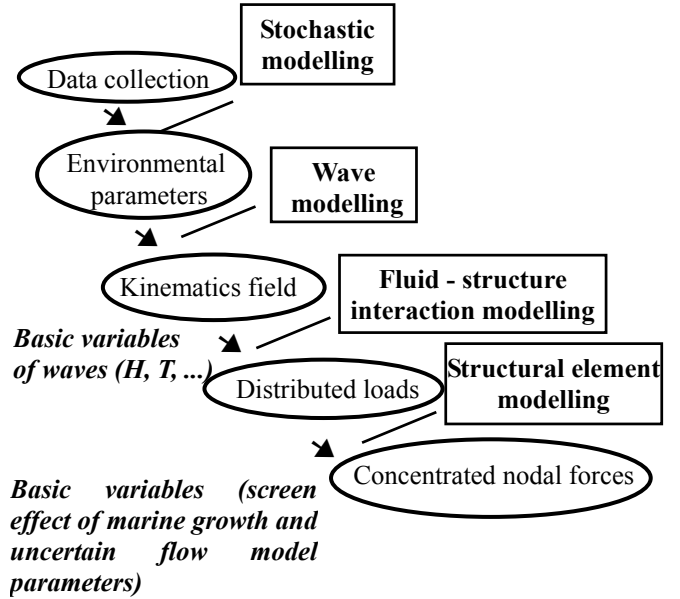 Stochastic
modelling
Data collection
Environmental
parameters
Wave
modelling
Kinematics field
Fluid - structure
interaction modelling
Basic variables
of waves (H, T, ...)
Distributed loads
Structural element
modelling
Concentrated nodal forces
Basic variables (screen
effect of marine growth and
uncertain flow model
parameters)